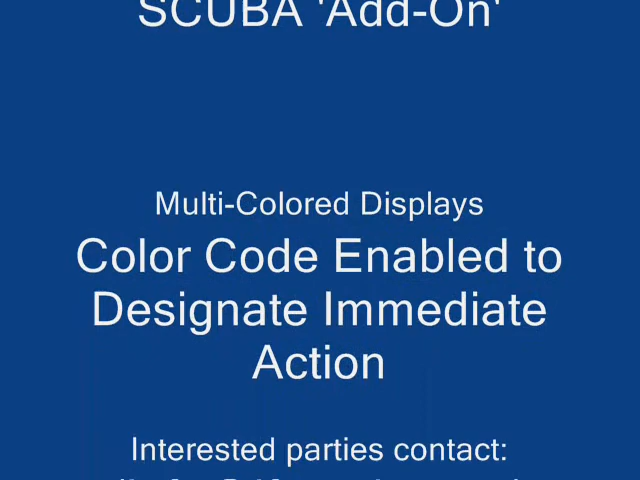 SCUBA 'Add-On'
Multi-Colored Displays
Color Code Enabled to
Designate Immediate
Action
Interested parties contact: